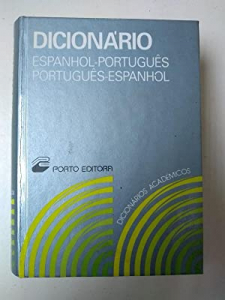 DICIONÁRIO
ESPANHOL-PORTUGUÊS
PORTUGUÊS-ESPANHOL
PORTO EDITORA
DICIONÁRIOS ACADÉMICOS